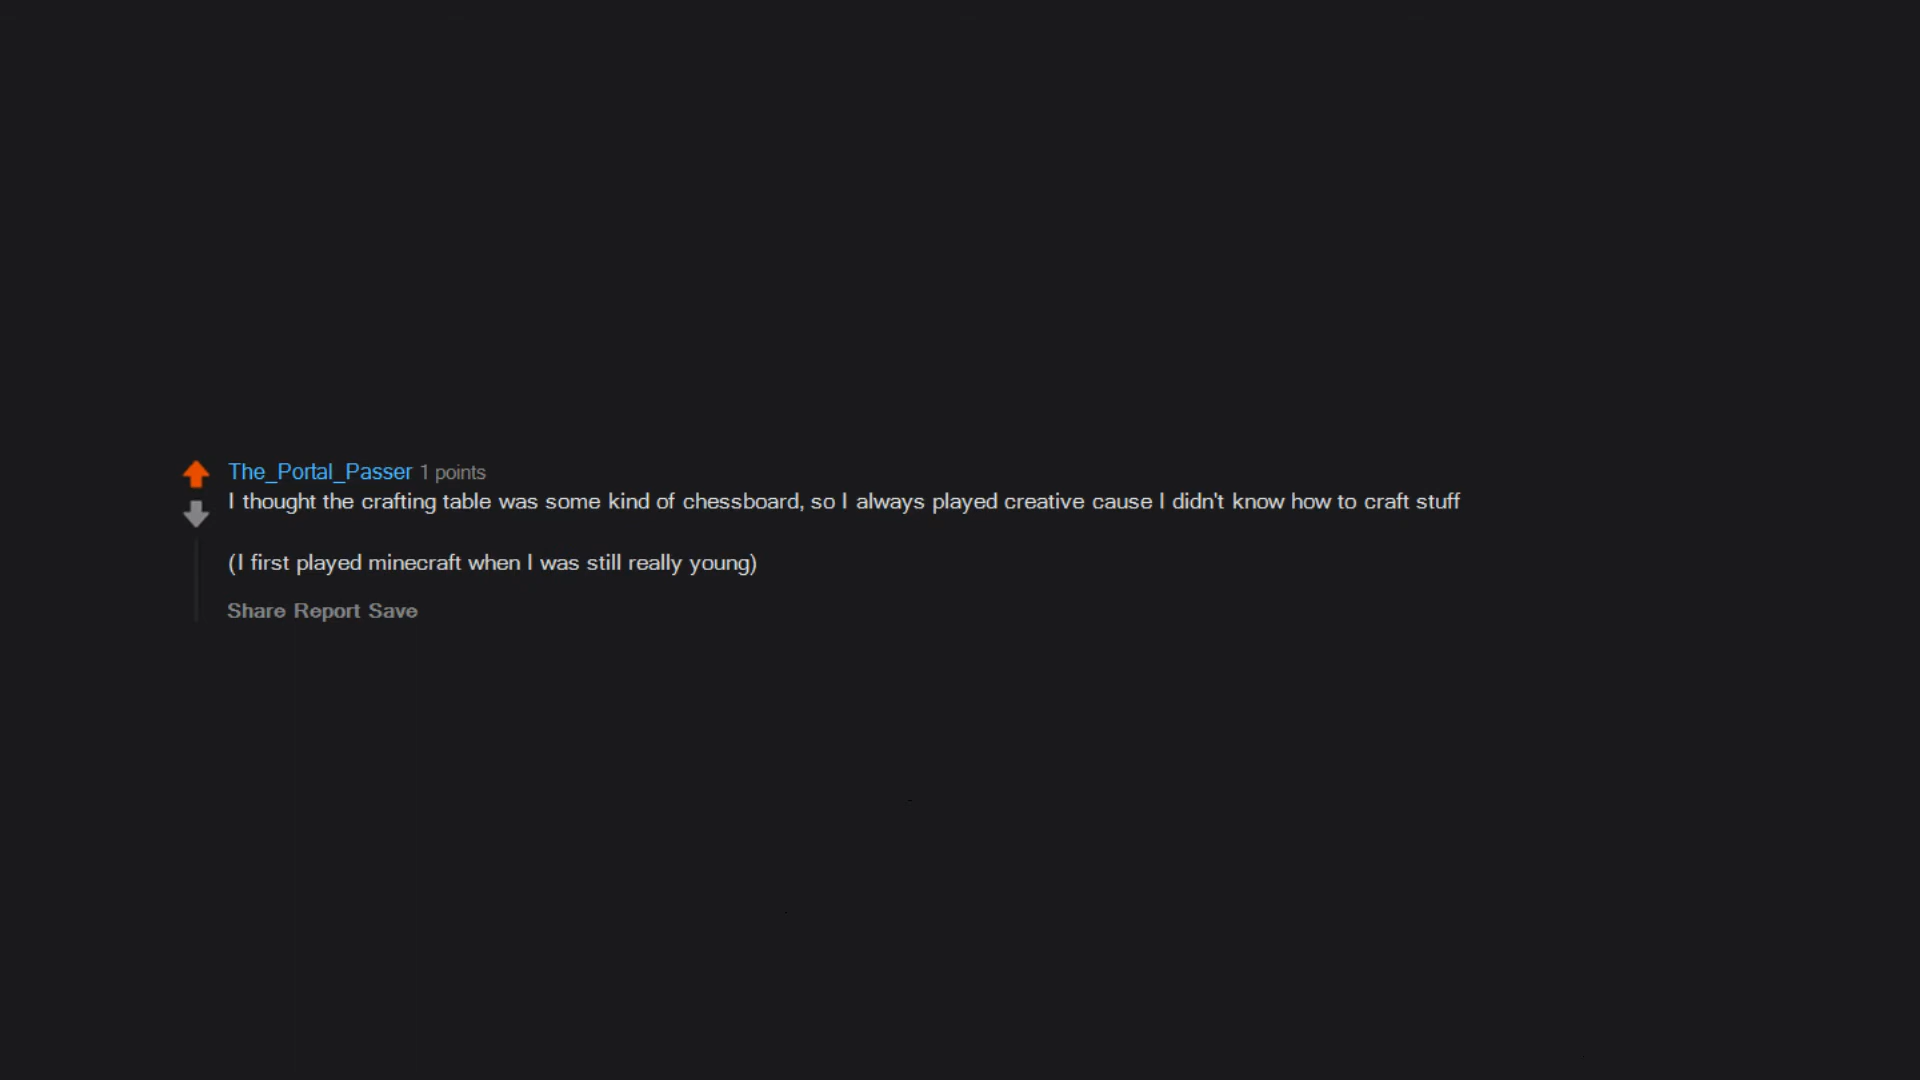 The_Portal_Passer 1 points
I thought the crafting table was some kind of chessboard, so I always played creative cause I didn't know how to craft stuff
(I first played minecraft when I was still really young)
Share Report Save